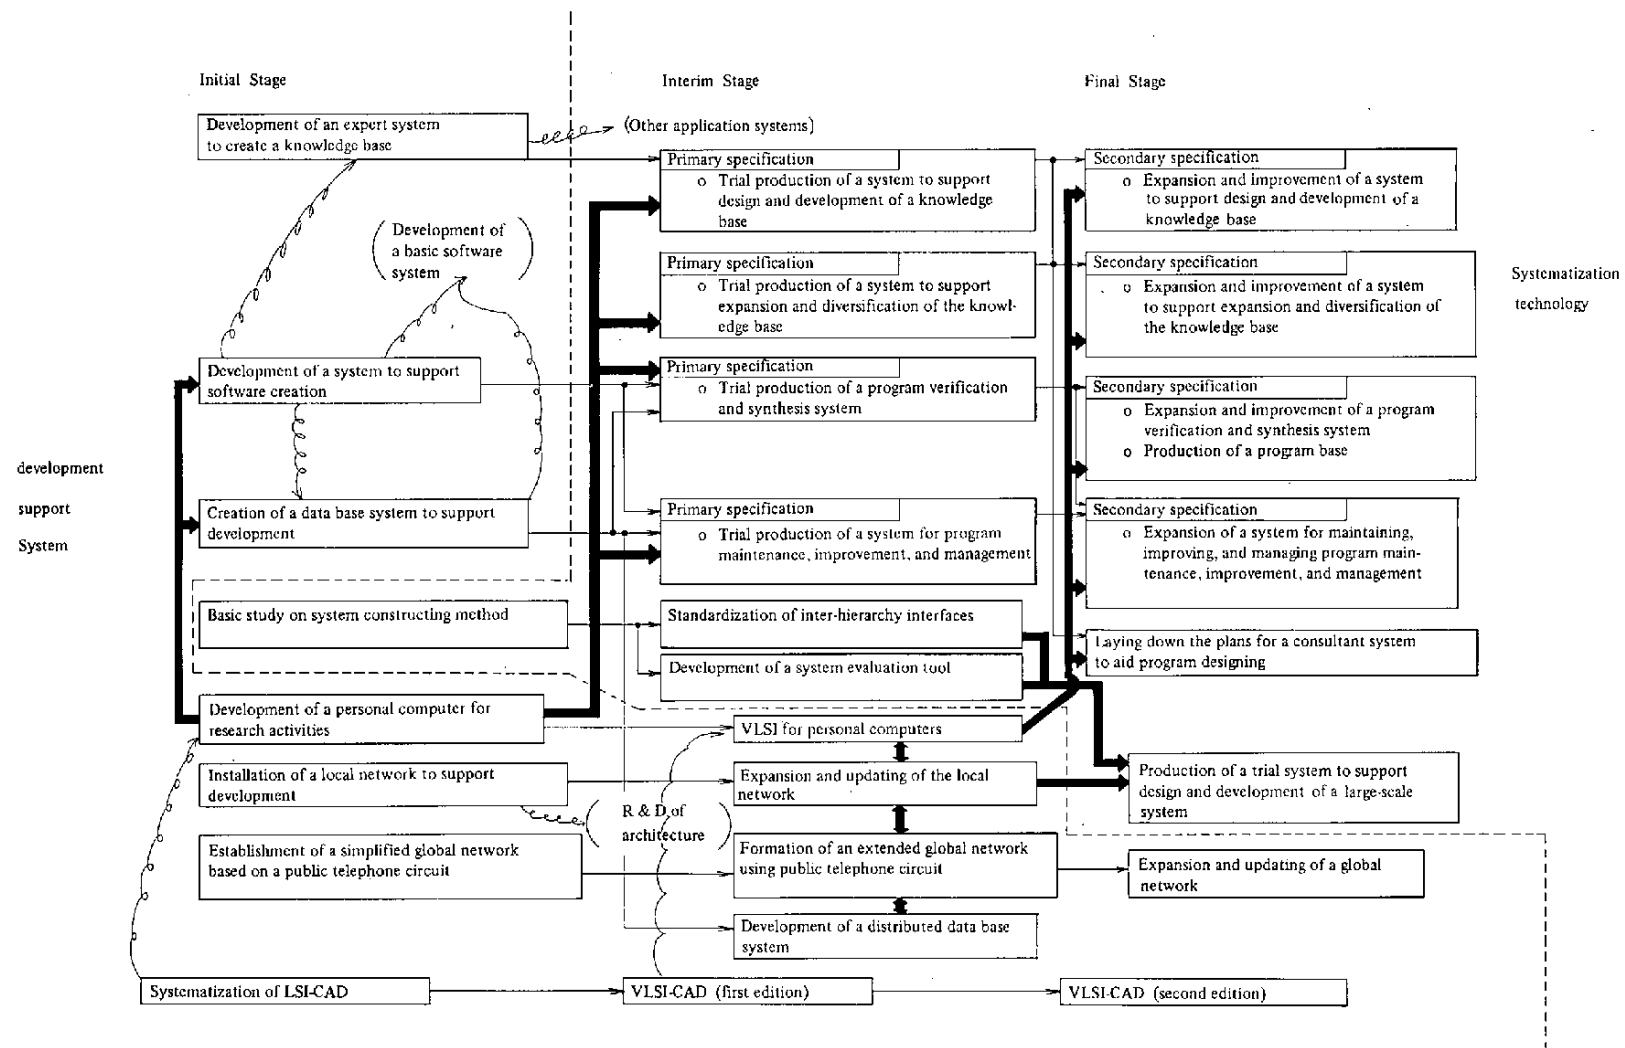 Initial Stage
Interim Stage
Final Stage
Development of an expert system
to create a knowledge base
(Other application systems)
Primary specification
o Trial production of a system to support
design and development of a knowledge
base
Secondary specification
o Expansion and improvement of a system
to support design and development of a
knowledge base
Development of
a basic software
system
Primary specification
o Trial production of a system to support
expansion and diversification of the knowl-
edge base
Secondary specification
o Expansion and improvement of a system
to support expansion and diversification of
the knowledge base
Systematization
technology
Development of a system to support
software creation
Primary specification
o Trial production of a program verification
and synthesis system
Secondary specification
o Expansion and improvement of a program
verification and synthesis system
o Production of a program base
development
support
System
Creation of a data base system to support
development
Primary specification
o Trial production of a system for program
maintenance, improvement, and management
Secondary specification
o Expansion of a system for maintaining,
improving, and managing program main-
tenance, improvement, and management
Basic study on system constructing method
Standardization of inter-hierarchy interfaces
Development of a system evaluation tool
Laying down the plans for a consultant system
to aid program designing
Development of a personal computer for
research activities
VLSI for personal computers
Installation of a local network to support
development
Expansion and updating of the local
network
Production of a trial system to support
design and development of a large-scale
system
R & D of
architecture
Establishment of a simplified global network
based on a public telephone circuit
Formation of an extended global network
using public telephone circuit
Expansion and updating of a global
network
Development of a distributed data base
system
Systematization of LSI-CAD
VLSI-CAD (first edition)
VLSI-CAD (second edition)